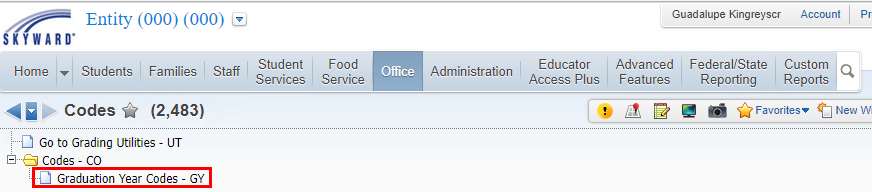 SKYWARD®
Entity (000) (000)
Guadalupe Kingreyscr Account Pr
Home Students Families Staff Student Services Food Service Office Administration Educator Access Plus Advanced Features Federal/State Reporting Custom Reports
Codes (2,483)
Favorites New Wi
Go to Grading Utilities - UT
Codes - CO
Graduation Year Codes - GY